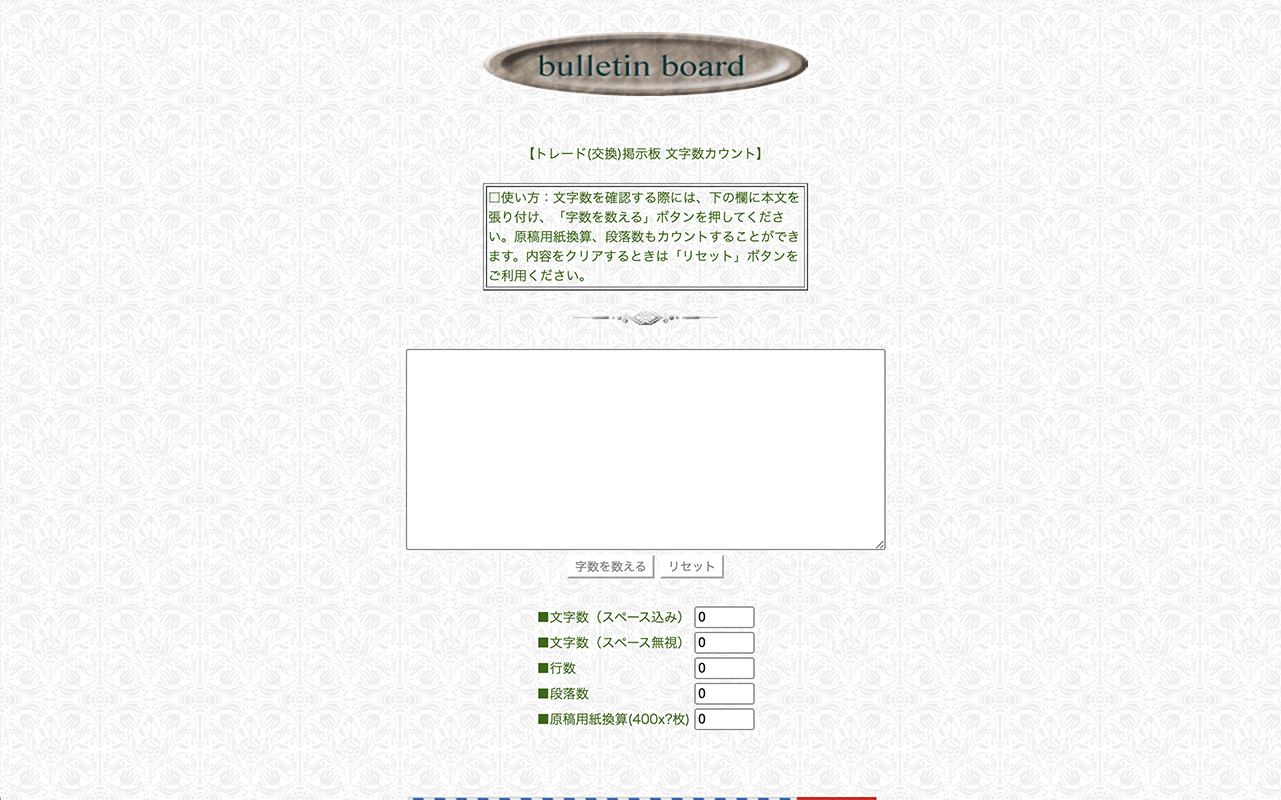 bulletin board
【トレード(交換)掲示板 文字数カウント】
□使い方：文字数を確認する際には、下の欄に本文を
張り付け、「字数を数える」ボタンを押してくださ
い。原稿用紙換算、段落数もカウントすることができ
ます。内容をクリアするときは「リセット」ボタンを
ご利用ください。
字数を数える リセット
■文字数（スペース込み） 0
■文字数（スペース無視） 0
■行数 0
■段落数 0
■原稿用紙換算(400x?枚) 0